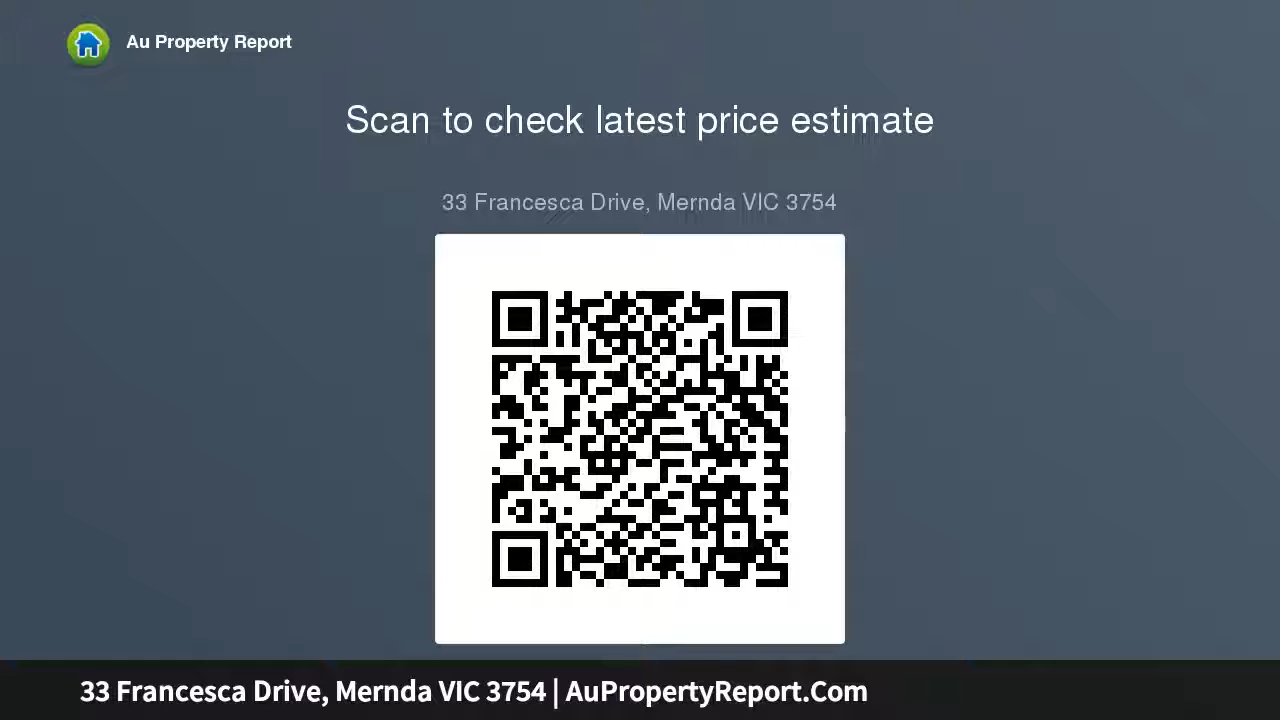 Au Property Report
Scan to check latest price estimate
33 Francesca Drive, Mernda VIC 3754
33 Francesca Drive, Mernda VIC 3754 | AuPropertyReport.Com